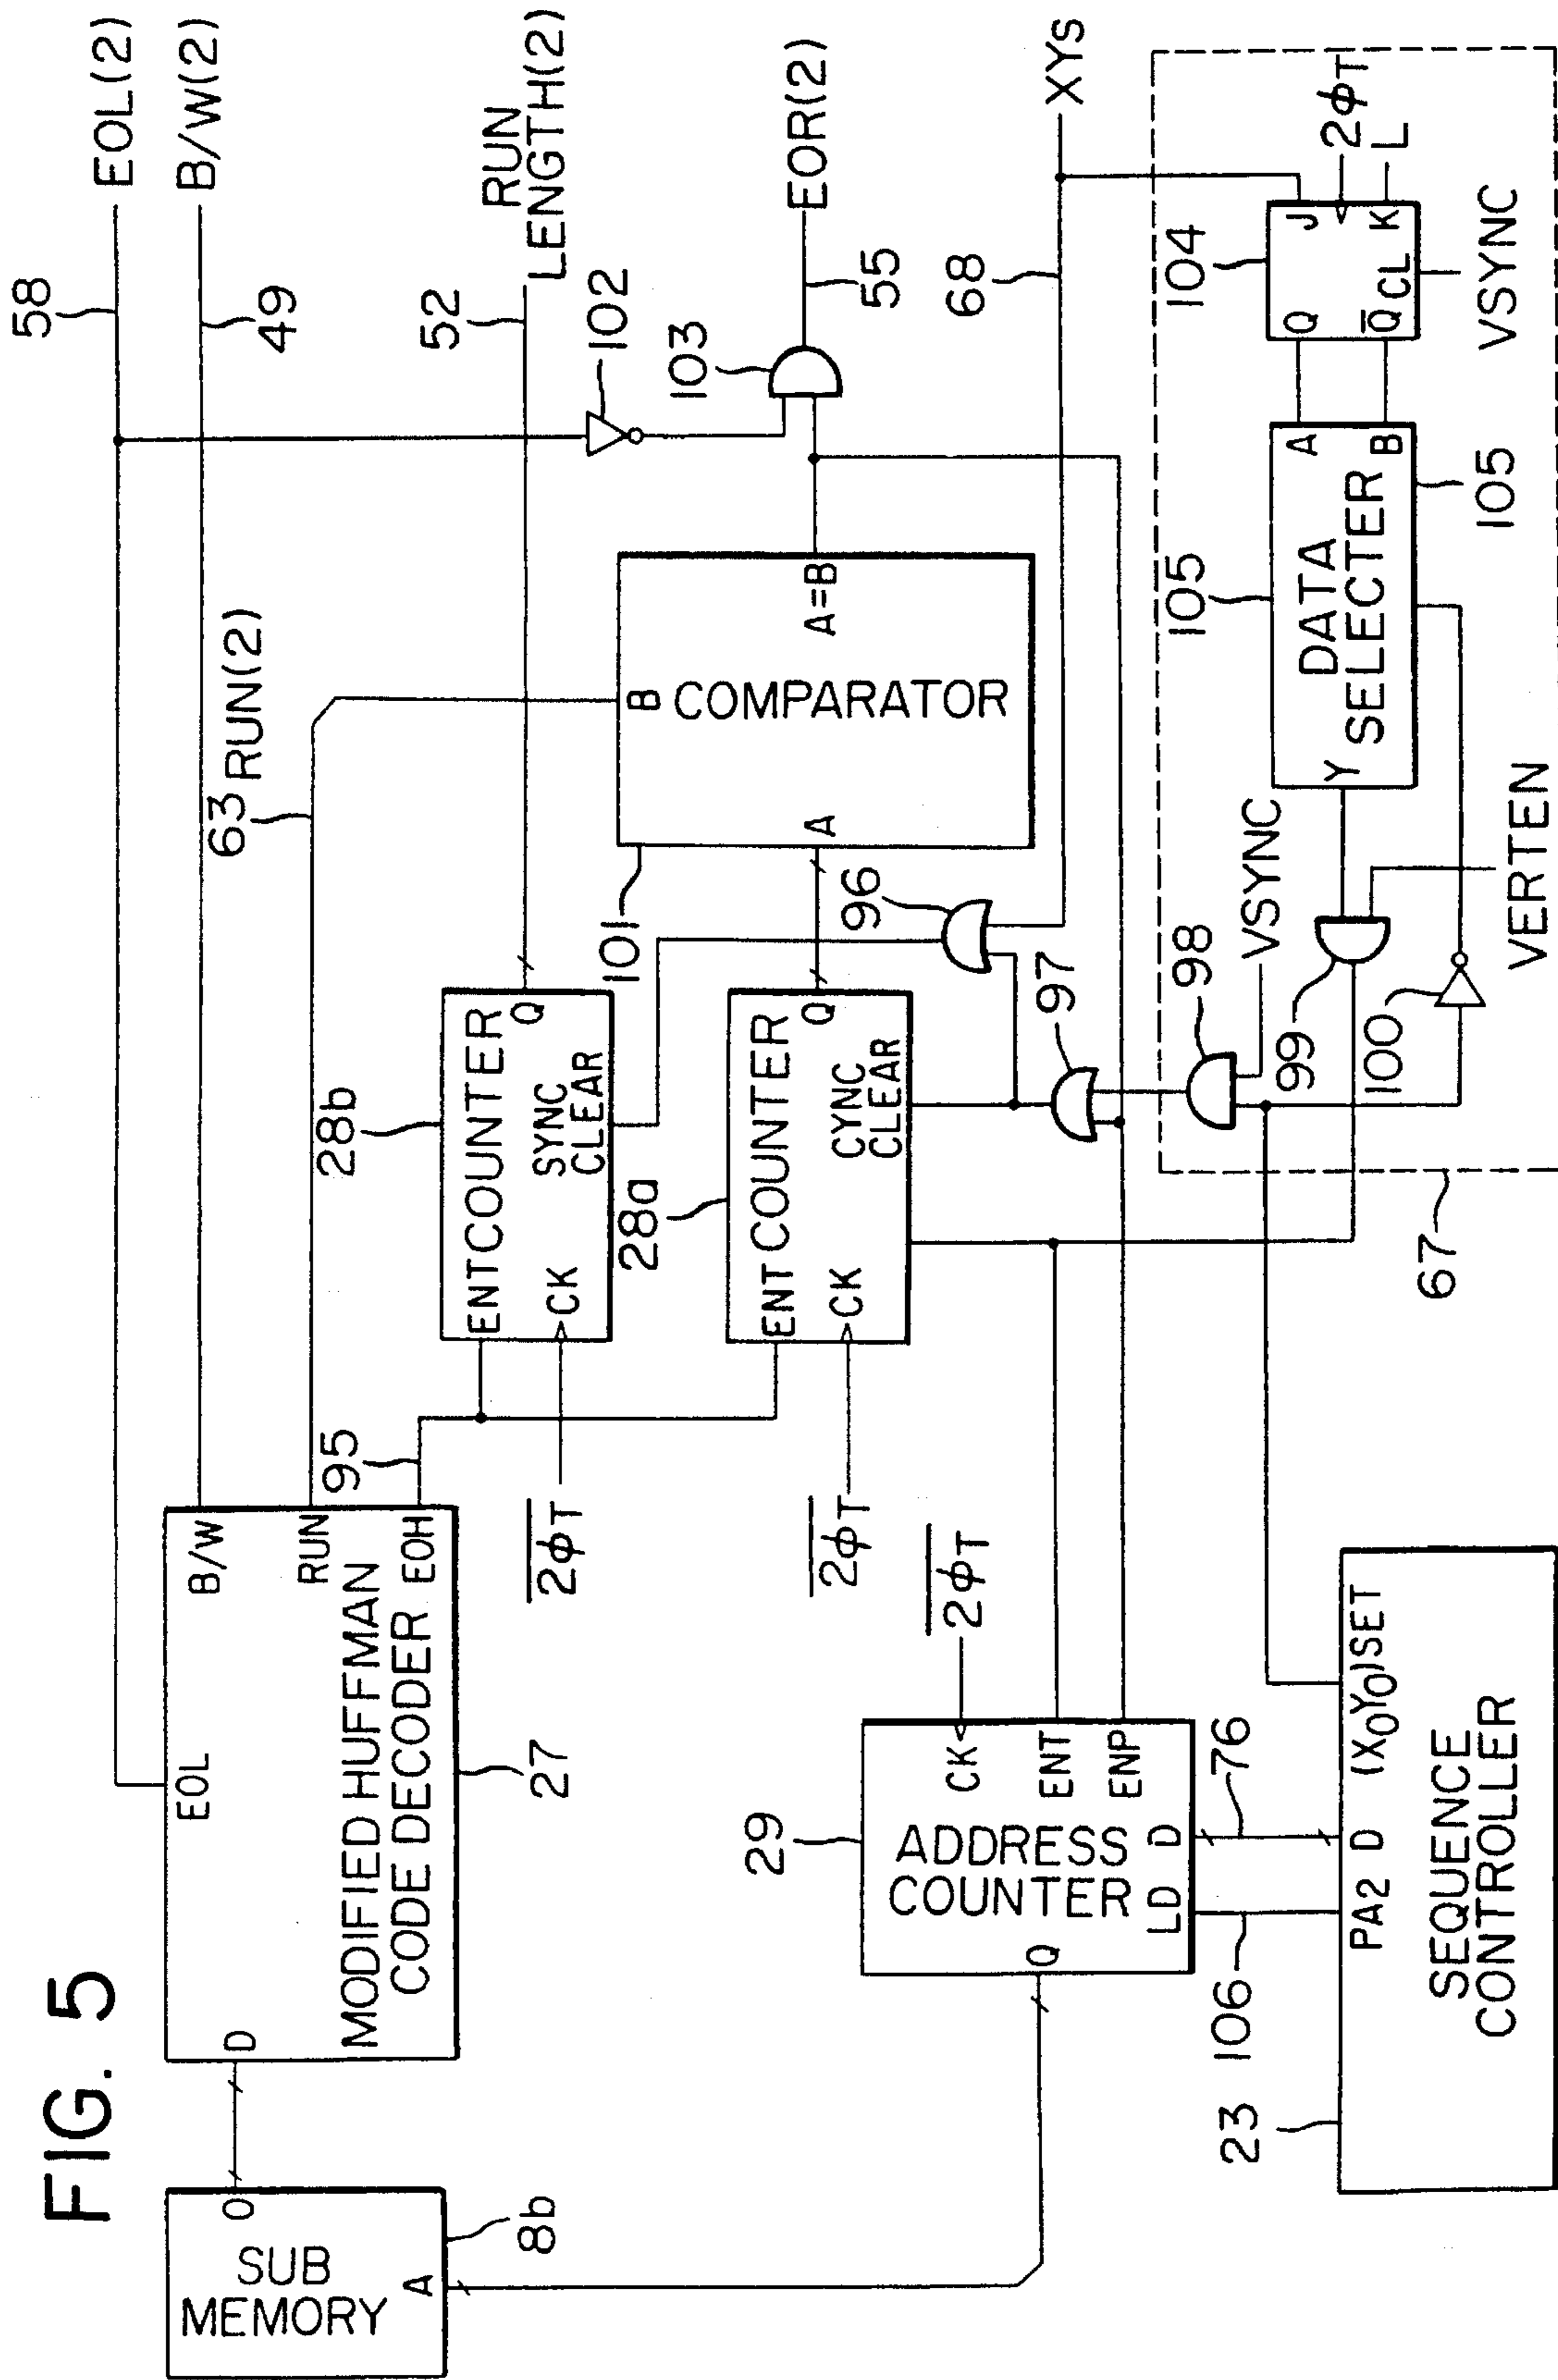 FIG. 5
58
EOL(2)
B/W(2)
49
63
RUN(2)
52
RUN
LENGTH(2)
102
103
EOR(2)
55
68
XYs
SUB
MEMORY
O
A
8b
D
EOL
B/W
RUN
EOH
MODIFIED HUFFMAN
CODE DECODER
27
95
28b
ENT
COUNTER
Q
CK
SYNC
CLEAR
2φT
28a
ENT
COUNTER
Q
CK
CYNC
CLEAR
2φT
101
B
A
COMPARATOR
A=B
96
97
29
2φT
CK
ENT
ENP
ADDRESS
COUNTER
Q
LD
D
106
76
23
PA2
D
(X0Y0)SET
SEQUENCE
CONTROLLER
67
98
VSYNC
99
100
VERTEN
105
Y
DATA
SELECTER
A
B
105
104
Q
Q
J
K
CL
2φT
L
VSYNC